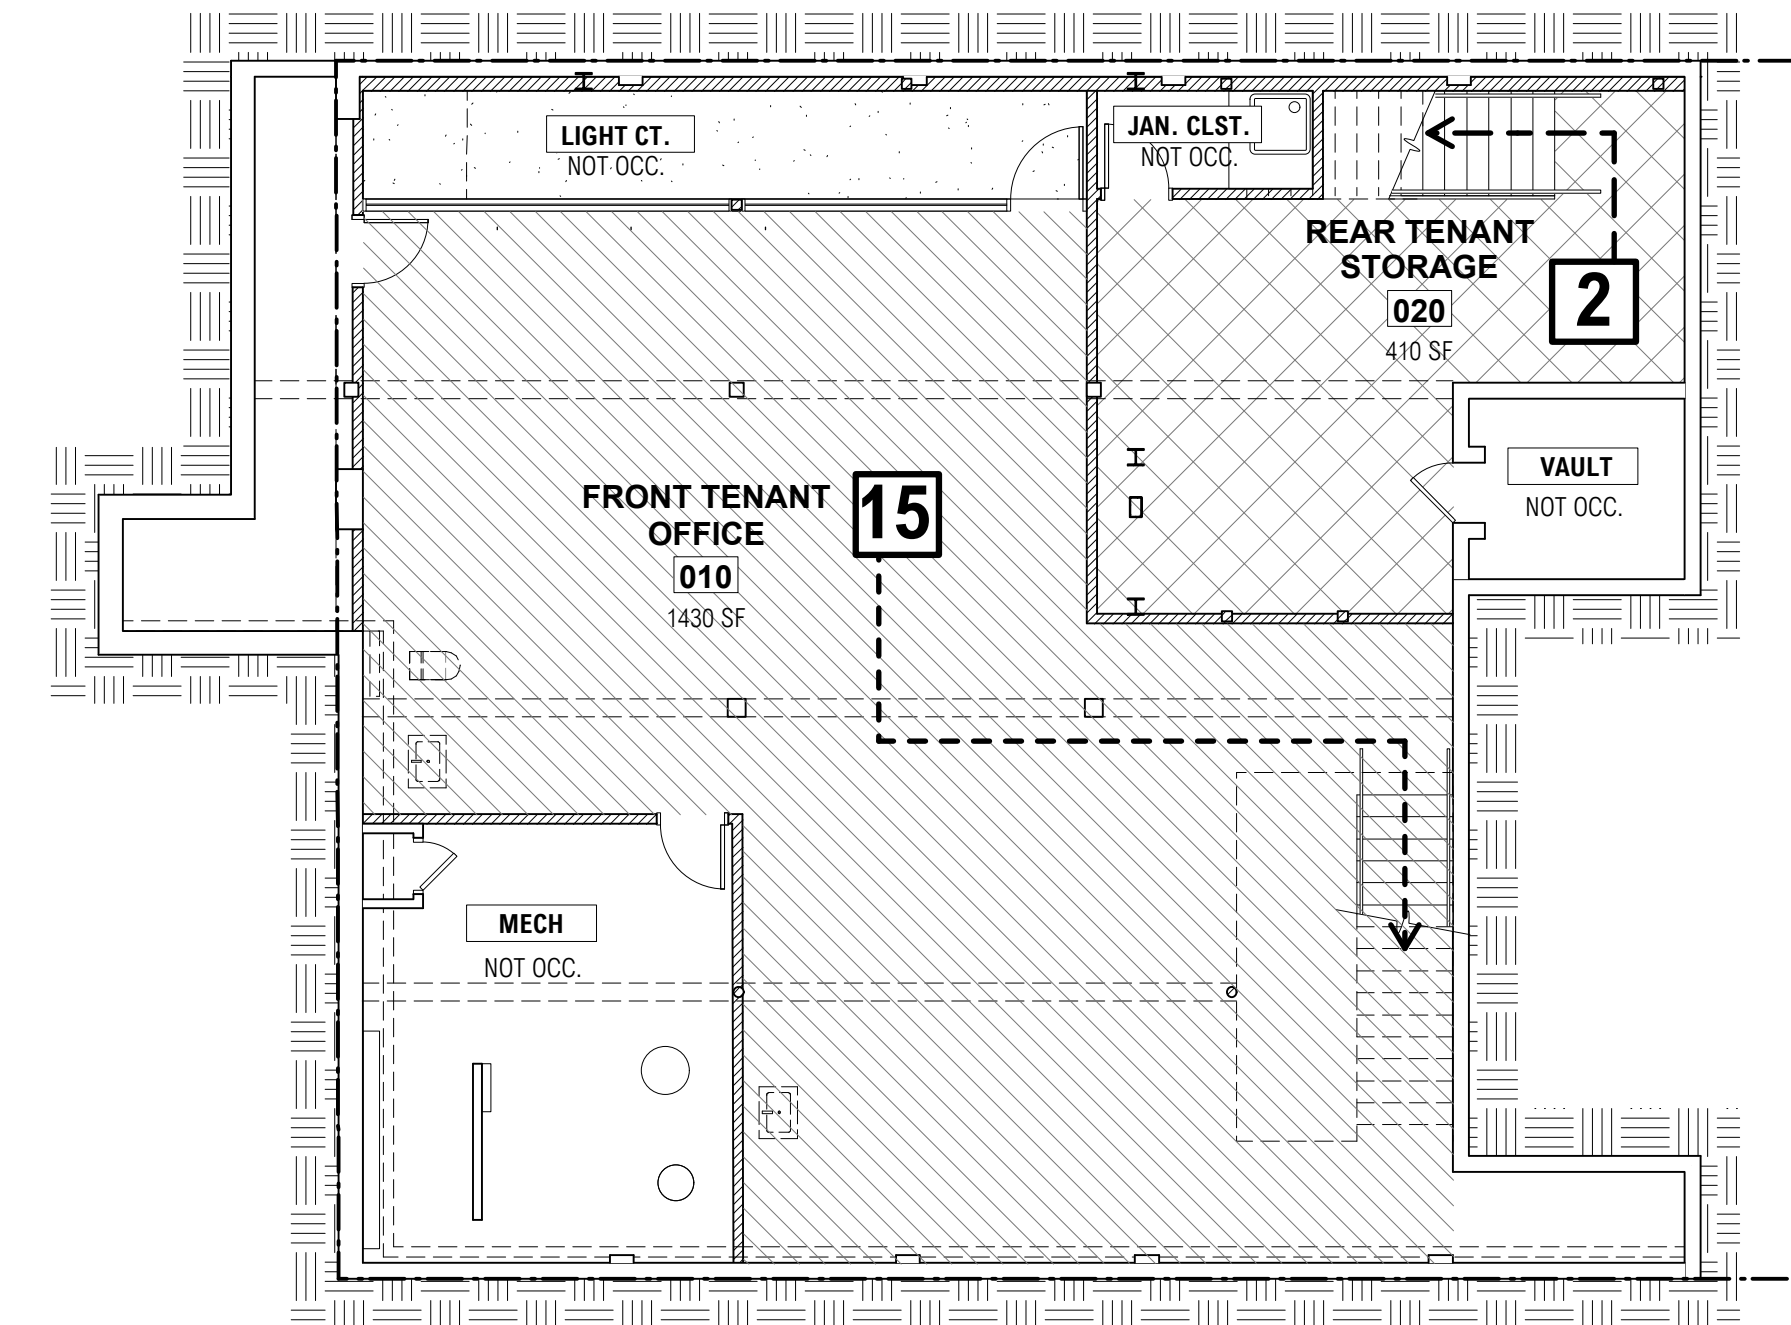 LIGHT CT.
NOT OCC.
JAN. CLST.
NOT OCC.
REAR TENANT
STORAGE
020
410 SF
2
VAULT
NOT OCC.
FRONT TENANT
OFFICE
010
1430 SF
15
MECH
NOT OCC.